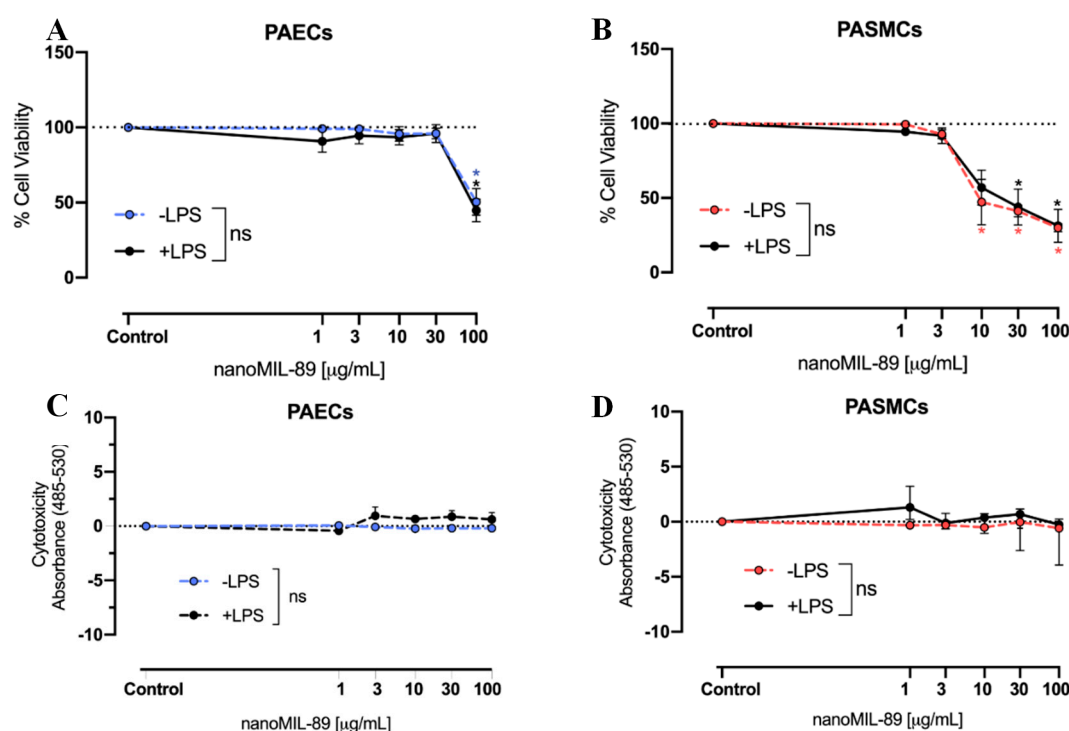 A
PAECs
150
100
50
0
% Cell Viability
*
*
-LPS
+LPS
ns
Control
1
3
10
30
100
nanoMIL-89 [μg/mL]
B
PASMCs
150
100
50
0
% Cell Viability
*
*
*
*
*
-LPS
+LPS
ns
Control
1
3
10
30
100
nanoMIL-89 [μg/mL]
C
PAECs
10
5
0
-5
-10
Cytotoxicity
Absorbance (485-530)
-LPS
+LPS
ns
Control
1
3
10
30
100
nanoMIL-89 [μg/mL]
D
PASMCs
10
5
0
-5
-10
Cytotoxicity
Absorbance (485-530)
-LPS
+LPS
ns
Control
1
3
10
30
100
nanoMIL-89 [μg/mL]